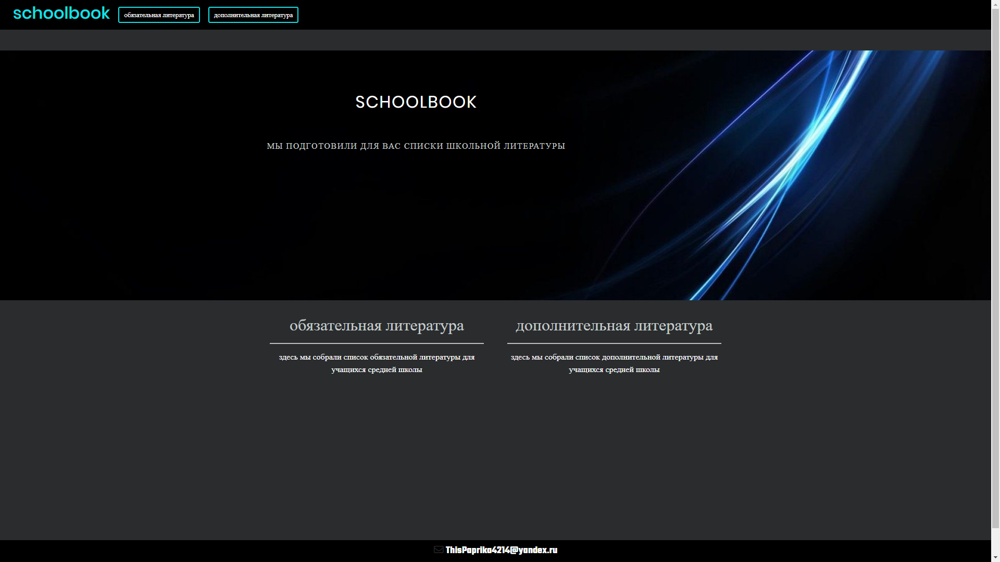 schoolbook
обязательная литература
дополнительная литература
SCHOOLBOOK
МЫ ПОДГОТОВИЛИ ДЛЯ ВАС СПИСКИ ШКОЛЬНОЙ ЛИТЕРАТУРЫ
обязательная литература
здесь мы собрали список обязательной литературы для
учащихся средней школы
дополнительная литература
здесь мы собрали список дополнительной литературы для
учащихся средней школы
ThisPaprika4214@yandex.ru